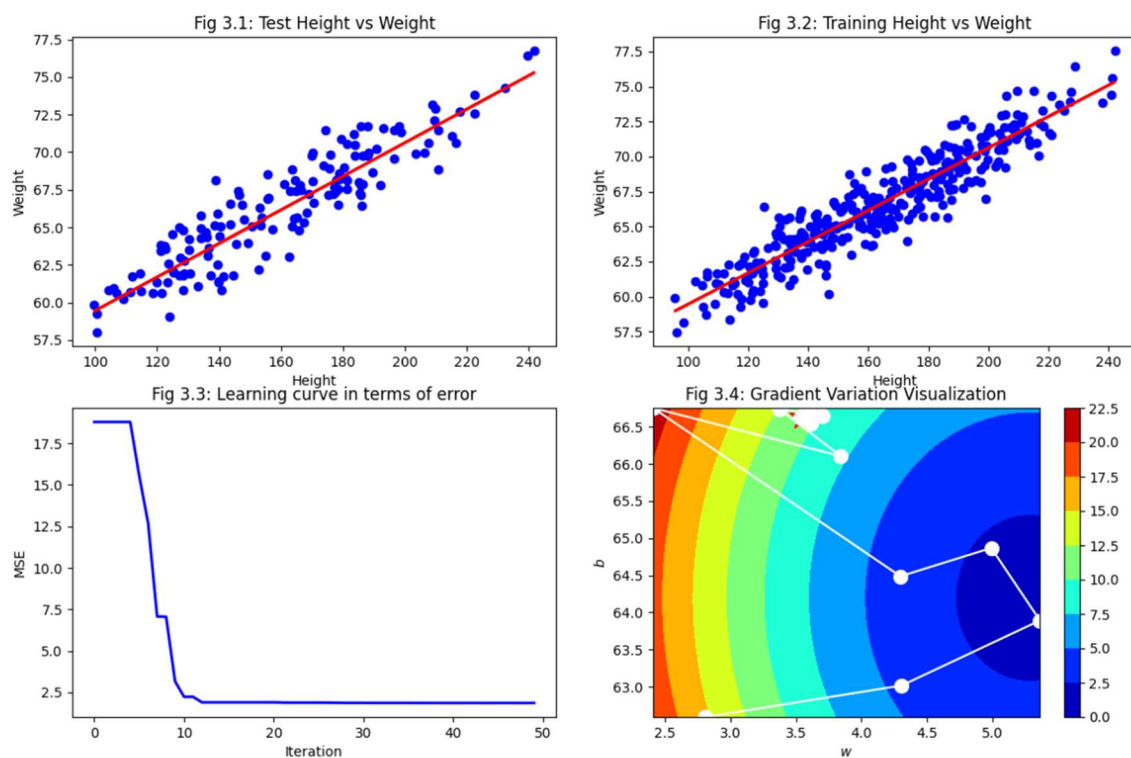 Fig 3.1: Test Height vs Weight
77.5
75.0
72.5
70.0
67.5
65.0
62.5
60.0
57.5
Weight
100 120 140 160 180 200 220 240
Height
Fig 3.2: Training Height vs Weight
77.5
75.0
72.5
70.0
67.5
65.0
62.5
60.0
57.5
Weight
100 120 140 160 180 200 220 240
Height
Fig 3.3: Learning curve in terms of error
17.5
15.0
12.5
10.0
7.5
5.0
2.5
MSE
0 10 20 30 40 50
Iteration
Fig 3.4: Gradient Variation Visualization
66.5
66.0
65.5
65.0
64.5
64.0
63.5
63.0
b
2.5 3.0 3.5 4.0 4.5 5.0
w
22.5
20.0
17.5
15.0
12.5
10.0
7.5
5.0
2.5
0.0